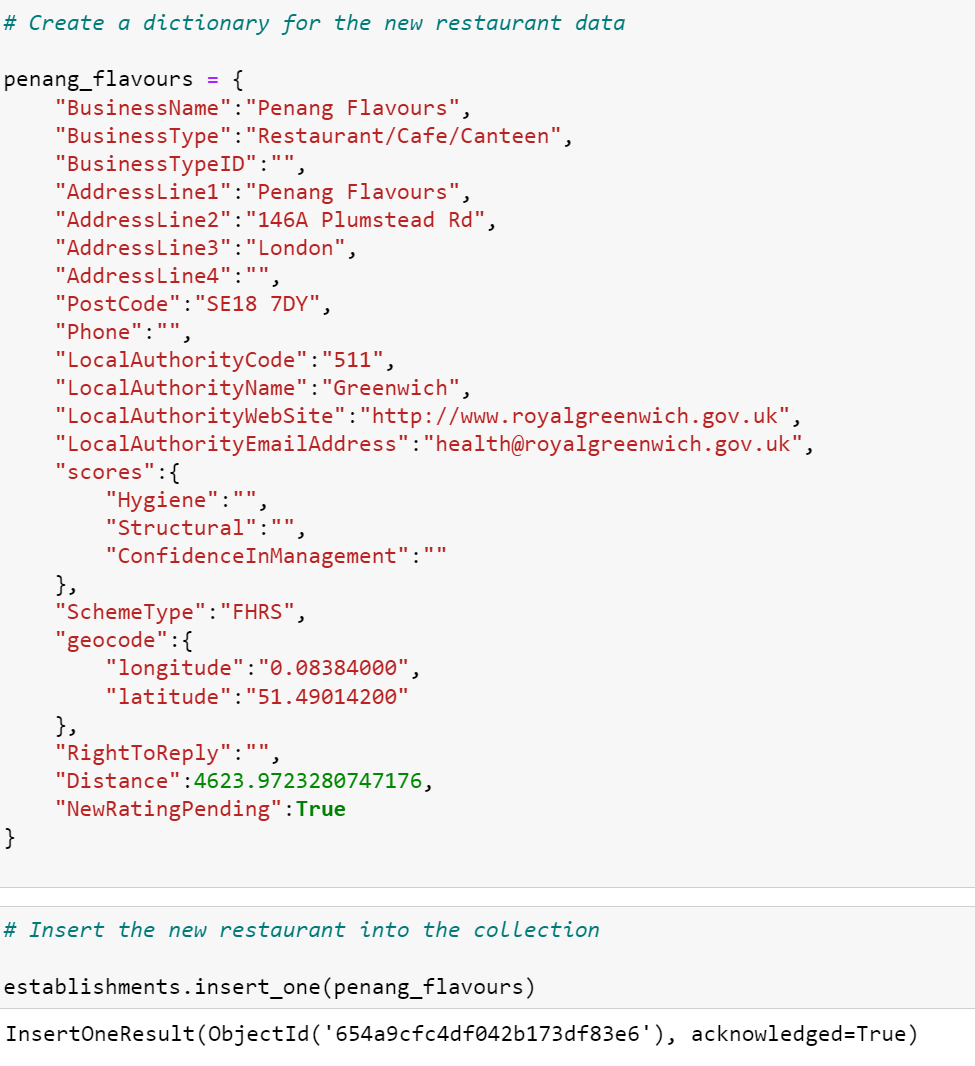 # Create a dictionary for the new restaurant data
penang_flavours = {
    "BusinessName":"Penang Flavours",
    "BusinessType":"Restaurant/Cafe/Canteen",
    "BusinessTypeID":"",
    "AddressLine1":"Penang Flavours",
    "AddressLine2":"146A Plumstead Rd",
    "AddressLine3":"London",
    "AddressLine4":"",
    "PostCode":"SE18 7DY",
    "Phone":"",
    "LocalAuthorityCode":"511",
    "LocalAuthorityName":"Greenwich",
    "LocalAuthorityWebSite":"http://www.royalgreenwich.gov.uk",
    "LocalAuthorityEmailAddress":"health@royalgreenwich.gov.uk",
    "scores":{
        "Hygiene":"",
        "Structural":"",
        "ConfidenceInManagement":""
    },
    "SchemeType":"FHRS",
    "geocode":{
        "longitude":"0.08384000",
        "latitude":"51.49014200"
    },
    "RightToReply":"",
    "Distance":4623.9723280747176,
    "NewRatingPending":True
}
# Insert the new restaurant into the collection
establishments.insert_one(penang_flavours)
InsertOneResult(ObjectId('654a9cfc4df042b173df83e6'), acknowledged=True)